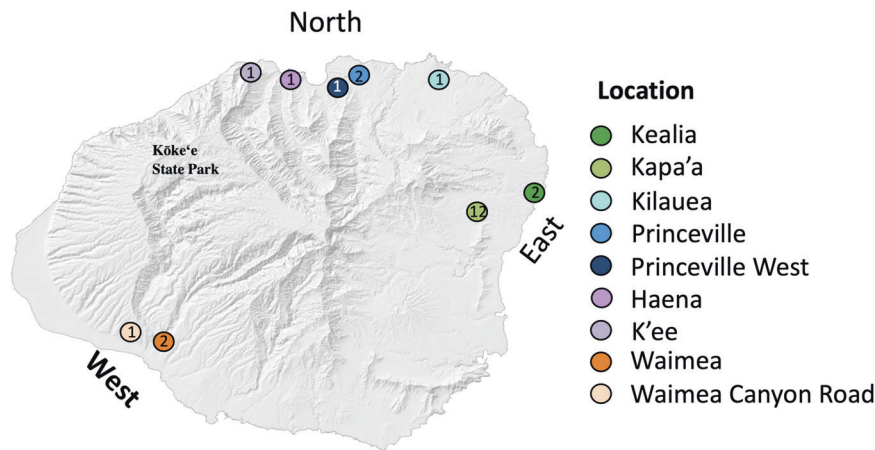 North
1
1
1
2
1
Kōke‘e
State Park
12
2
East
1
2
West
Location
Kealia
Kapa’a
Kilauea
Princeville
Princeville West
Haena
K’ee
Waimea
Waimea Canyon Road